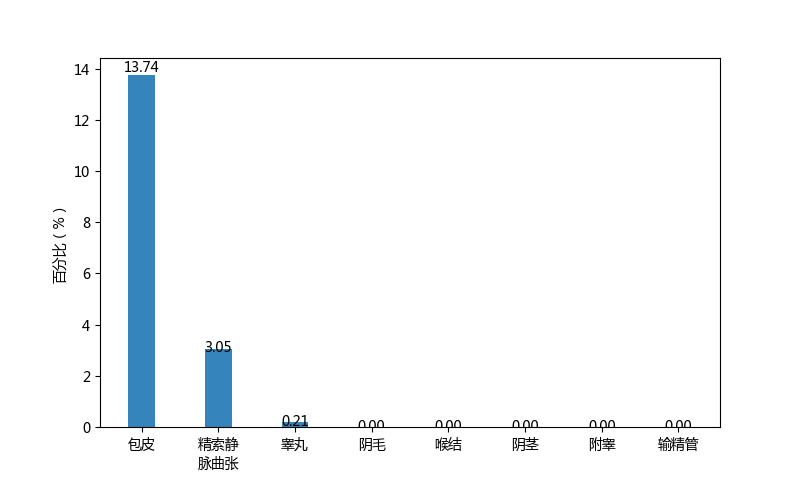 百分比（%）
14
12
10
8
6
4
2
0
13.74
3.05
0.21
0.00
0.00
0.00
0.00
0.00
包皮
精索静
脉曲张
睾丸
阴毛
喉结
阴茎
附睾
输精管